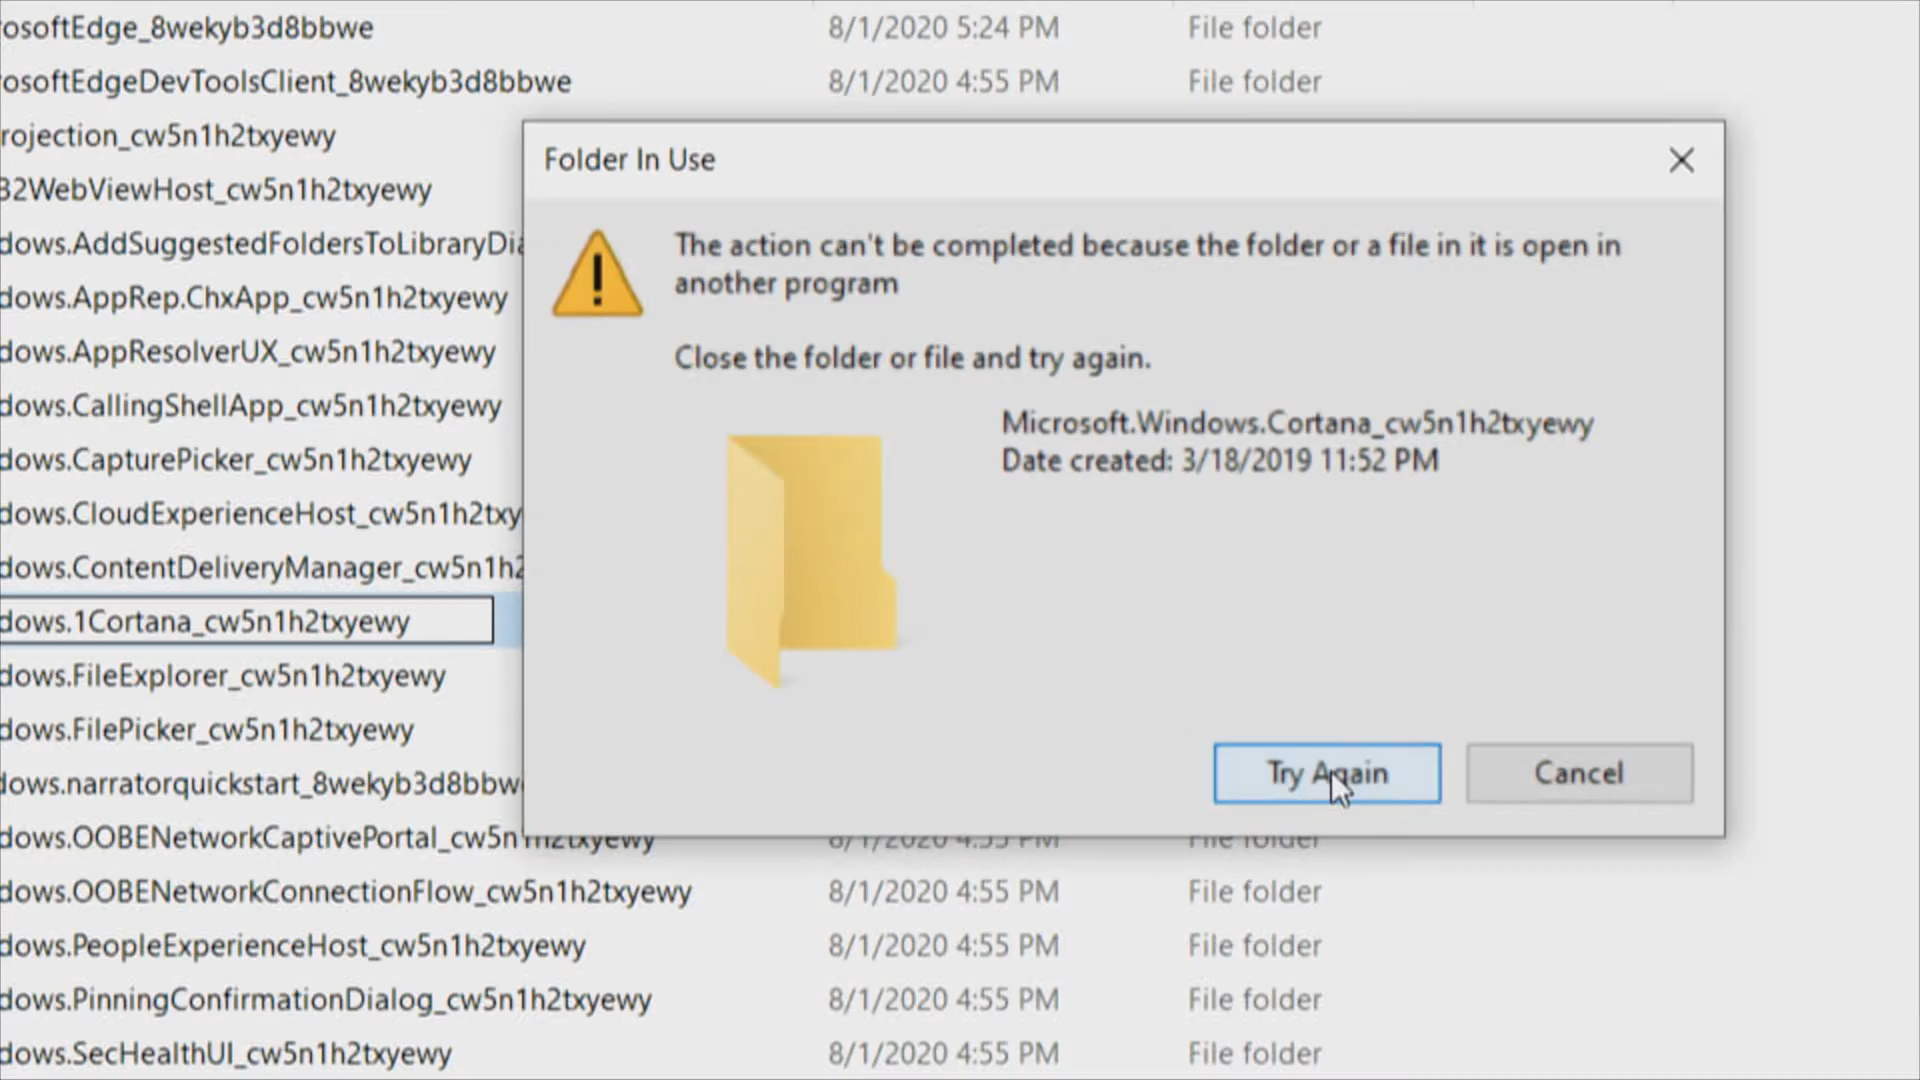 rosoftEdge_8wekyb3d8bbwe 8/1/2020 5:24 PM File folder
rosoftEdgeDevToolsClient_8wekyb3d8bbwe 8/1/2020 4:55 PM File folder
rojection_cw5n1h2txyewy
32WebViewHost_cw5n1h2txyewy
dows.AddSuggestedFoldersToLibraryDia
dows.AppRep.ChxApp_cw5n1h2txyewy
dows.AppResolverUX_cw5n1h2txyewy
dows.CallingShellApp_cw5n1h2txyewy
dows.CapturePicker_cw5n1h2txyewy
dows.CloudExperienceHost_cw5n1h2txy
dows.ContentDeliveryManager_cw5n1h2
dows.1Cortana_cw5n1h2txyewy
dows.FileExplorer_cw5n1h2txyewy
dows.FilePicker_cw5n1h2txyewy
dows.narratorquickstart_8wekyb3d8bbw
dows.OOBENetworkCaptivePortal_cw5n1h2txyewy 8/1/2020 4:55 PM File folder
dows.OOBENetworkConnectionFlow_cw5n1h2txyewy 8/1/2020 4:55 PM File folder
dows.PeopleExperienceHost_cw5n1h2txyewy 8/1/2020 4:55 PM File folder
dows.PinningConfirmationDialog_cw5n1h2txyewy 8/1/2020 4:55 PM File folder
dows.SecHealthUI_cw5n1h2txyewy 8/1/2020 4:55 PM File folder
Folder In Use
The action can't be completed because the folder or a file in it is open in
another program
Close the folder or file and try again.
Microsoft.Windows.Cortana_cw5n1h2txyewy
Date created: 3/18/2019 11:52 PM
Try Again
Cancel